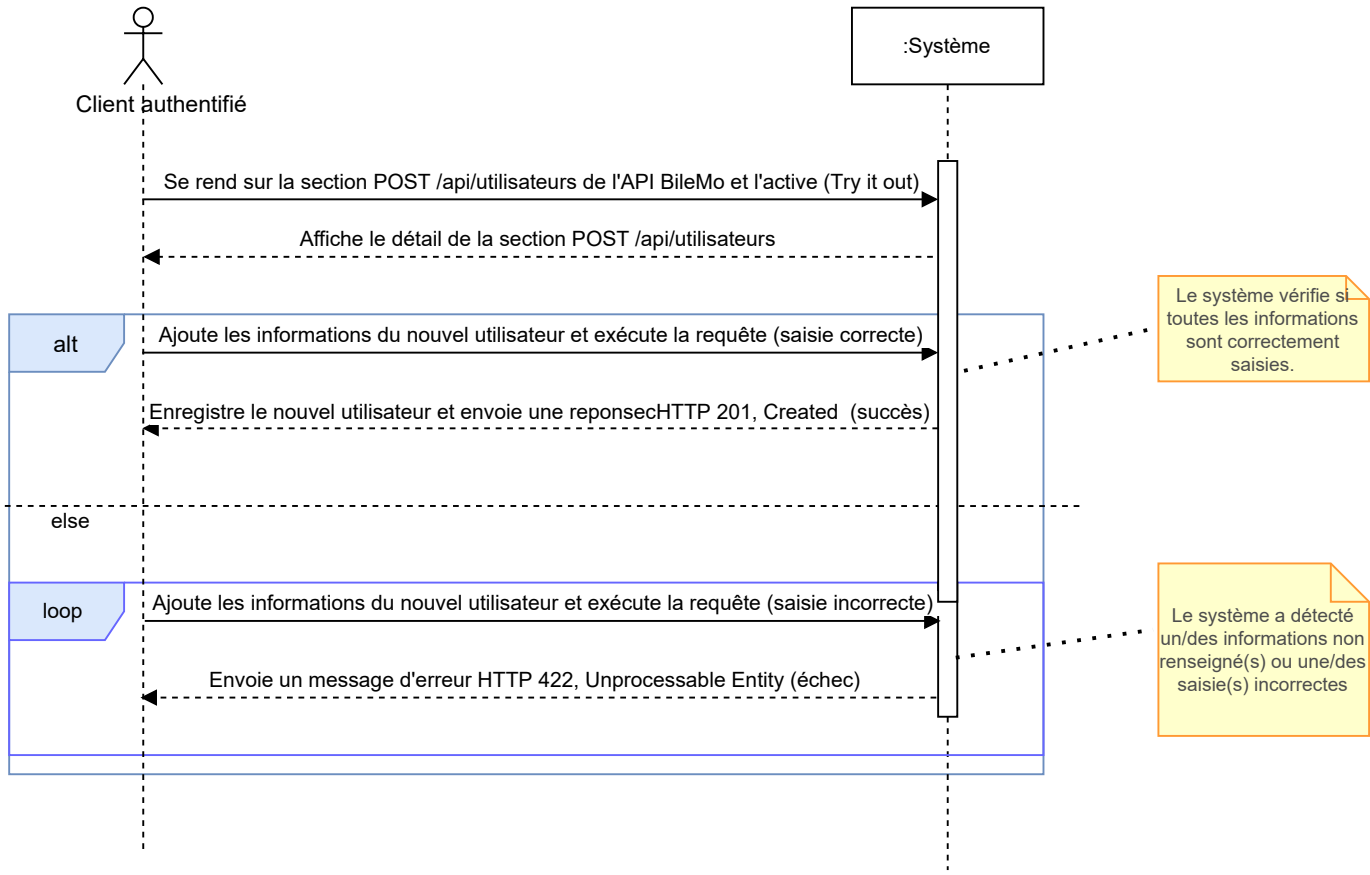 :Système
Client authentifié
Se rend sur la section POST /api/utilisateurs de l'API BileMo et l'active (Try it out)
Affiche le détail de la section POST /api/utilisateurs
Le système vérifie si
toutes les informations
sont correctement
saisies.
alt
Ajoute les informations du nouvel utilisateur et exécute la requête (saisie correcte)
Enregistre le nouvel utilisateur et envoie une reponsecHTTP 201, Created (succès)
else
loop
Ajoute les informations du nouvel utilisateur et exécute la requête (saisie incorrecte)
Le système a détecté
un/des informations non
renseigné(s) ou une/des
saisie(s) incorrectes
Envoie un message d'erreur HTTP 422, Unprocessable Entity (échec)